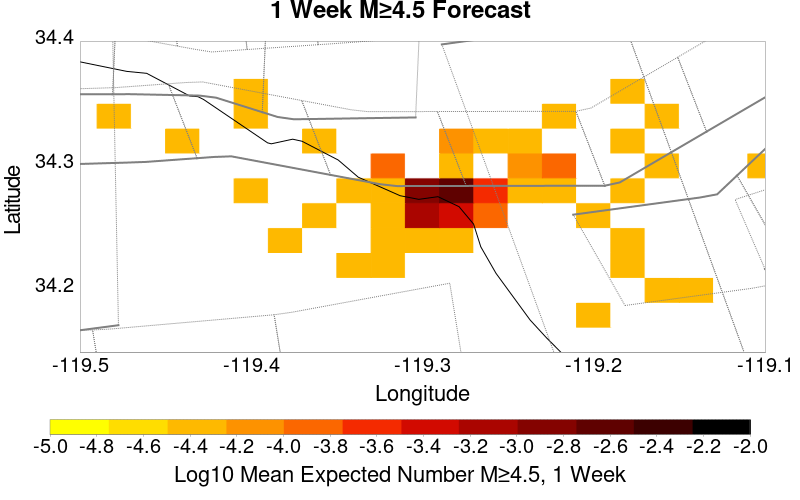 1 Week M≥4.5 Forecast
34.4
34.3
34.2
Latitude
-119.5 -119.4 -119.3 -119.2 -119.1
Longitude
-5.0 -4.8 -4.6 -4.4 -4.2 -4.0 -3.8 -3.6 -3.4 -3.2 -3.0 -2.8 -2.6 -2.4 -2.2 -2.0
Log10 Mean Expected Number M≥4.5, 1 Week